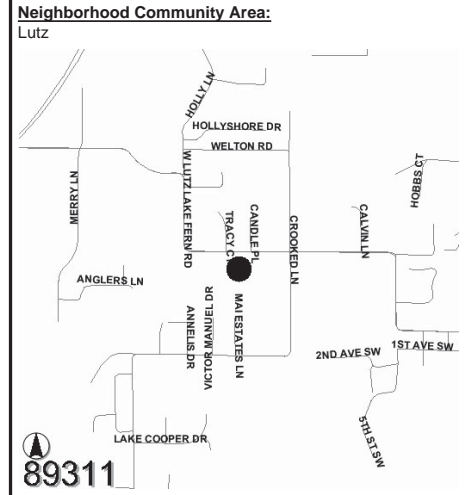 Neighborhood Community Area:
Lutz
HOLLY LN
HOLLYSHORE DR
WELTON RD
W LUTZ LAKE FERN RD
MERRY LN
HOBBS CT
TRACY CT
CANDLE PL
CROOKED LN
CALVIN LN
ANGLERS LN
ANNELIS DR
VICTOR MANUEL DR
MAI ESTATES LN
2ND AVE SW
1ST AVE SW
5TH ST SW
LAKE COOPER DR
89311